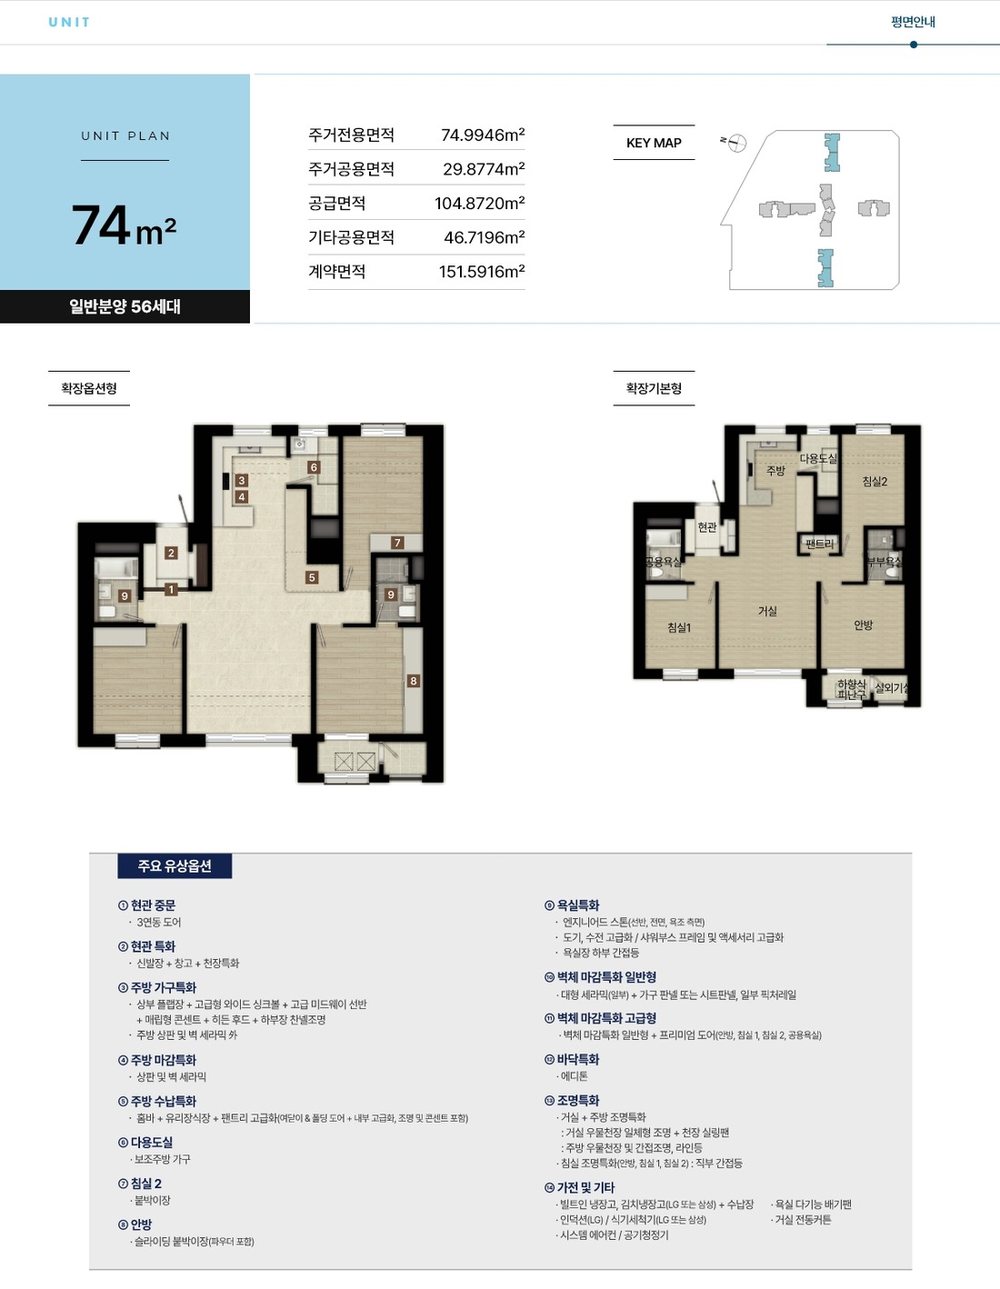 UNIT
평면안내
UNIT PLAN
74m²
일반분양 56세대
주거전용면적 74.9946m²
주거공용면적 29.8774m²
공급면적 104.8720m²
기타공용면적 46.7196m²
계약면적 151.5916m²
KEY MAP
N
확장옵션형
확장기본형
3
4
6
7
2
1
5
9
9
8
주방
다용도실
침실2
현관
팬트리
공용욕실
부부욕실
침실1
거실
안방
하향식
피난구
실외기실
주요 유상옵션
① 현관 중문
· 3연동 도어
② 현관 특화
· 신발장 + 창고 + 천장특화
③ 주방 가구특화
· 상부 플랩장 + 고급형 와이드 싱크볼 + 고급 미드웨이 선반
+ 매립형 콘센트 + 히든 후드 + 하부장 찬넬조명
· 주방 상판 및 벽 세라믹 外
④ 주방 마감특화
· 상판 및 벽 세라믹
⑤ 주방 수납특화
· 홈바 + 유리장식장 + 팬트리 고급화(여닫이 & 폴딩 도어 + 내부 고급화, 조명 및 콘센트 포함)
⑥ 다용도실
· 보조주방 가구
⑦ 침실 2
· 붙박이장
⑧ 안방
· 슬라이딩 붙박이장(파우더 포함)
⑨ 욕실특화
· 엔지니어드 스톤(선반, 전면, 욕조 측면)
· 도기, 수전 고급화 / 샤워부스 프레임 및 액세서리 고급화
· 욕실장 하부 간접등
⑩ 벽체 마감특화 일반형
· 대형 세라믹(일부) + 가구 판넬 또는 시트판넬, 일부 픽처레일
⑪ 벽체 마감특화 고급형
· 벽체 마감특화 일반형 + 프리미엄 도어(안방, 침실 1, 침실 2, 공용욕실)
⑫ 바닥특화
· 에디톤
⑬ 조명특화
· 거실 + 주방 조명특화
: 거실 우물천장 일체형 조명 + 천장 실링팬
: 주방 우물천장 및 간접조명, 라인등
· 침실 조명특화(안방, 침실 1, 침실 2) : 직부 간접등
⑭ 가전 및 기타
· 빌트인 냉장고, 김치냉장고(LG 또는 삼성) + 수납장 · 욕실 다기능 배기팬
· 인덕션(LG) / 식기세척기(LG 또는 삼성) · 거실 전동커튼
· 시스템 에어컨 / 공기청정기